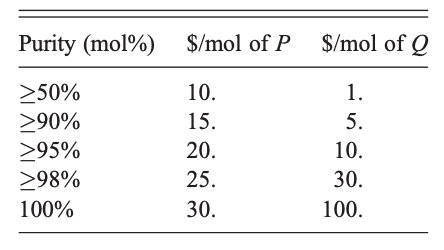 Purity (mol%) $/mol of P $/mol of Q
≥50% 10. 1.
≥90% 15. 5.
≥95% 20. 10.
≥98% 25. 30.
100% 30. 100.